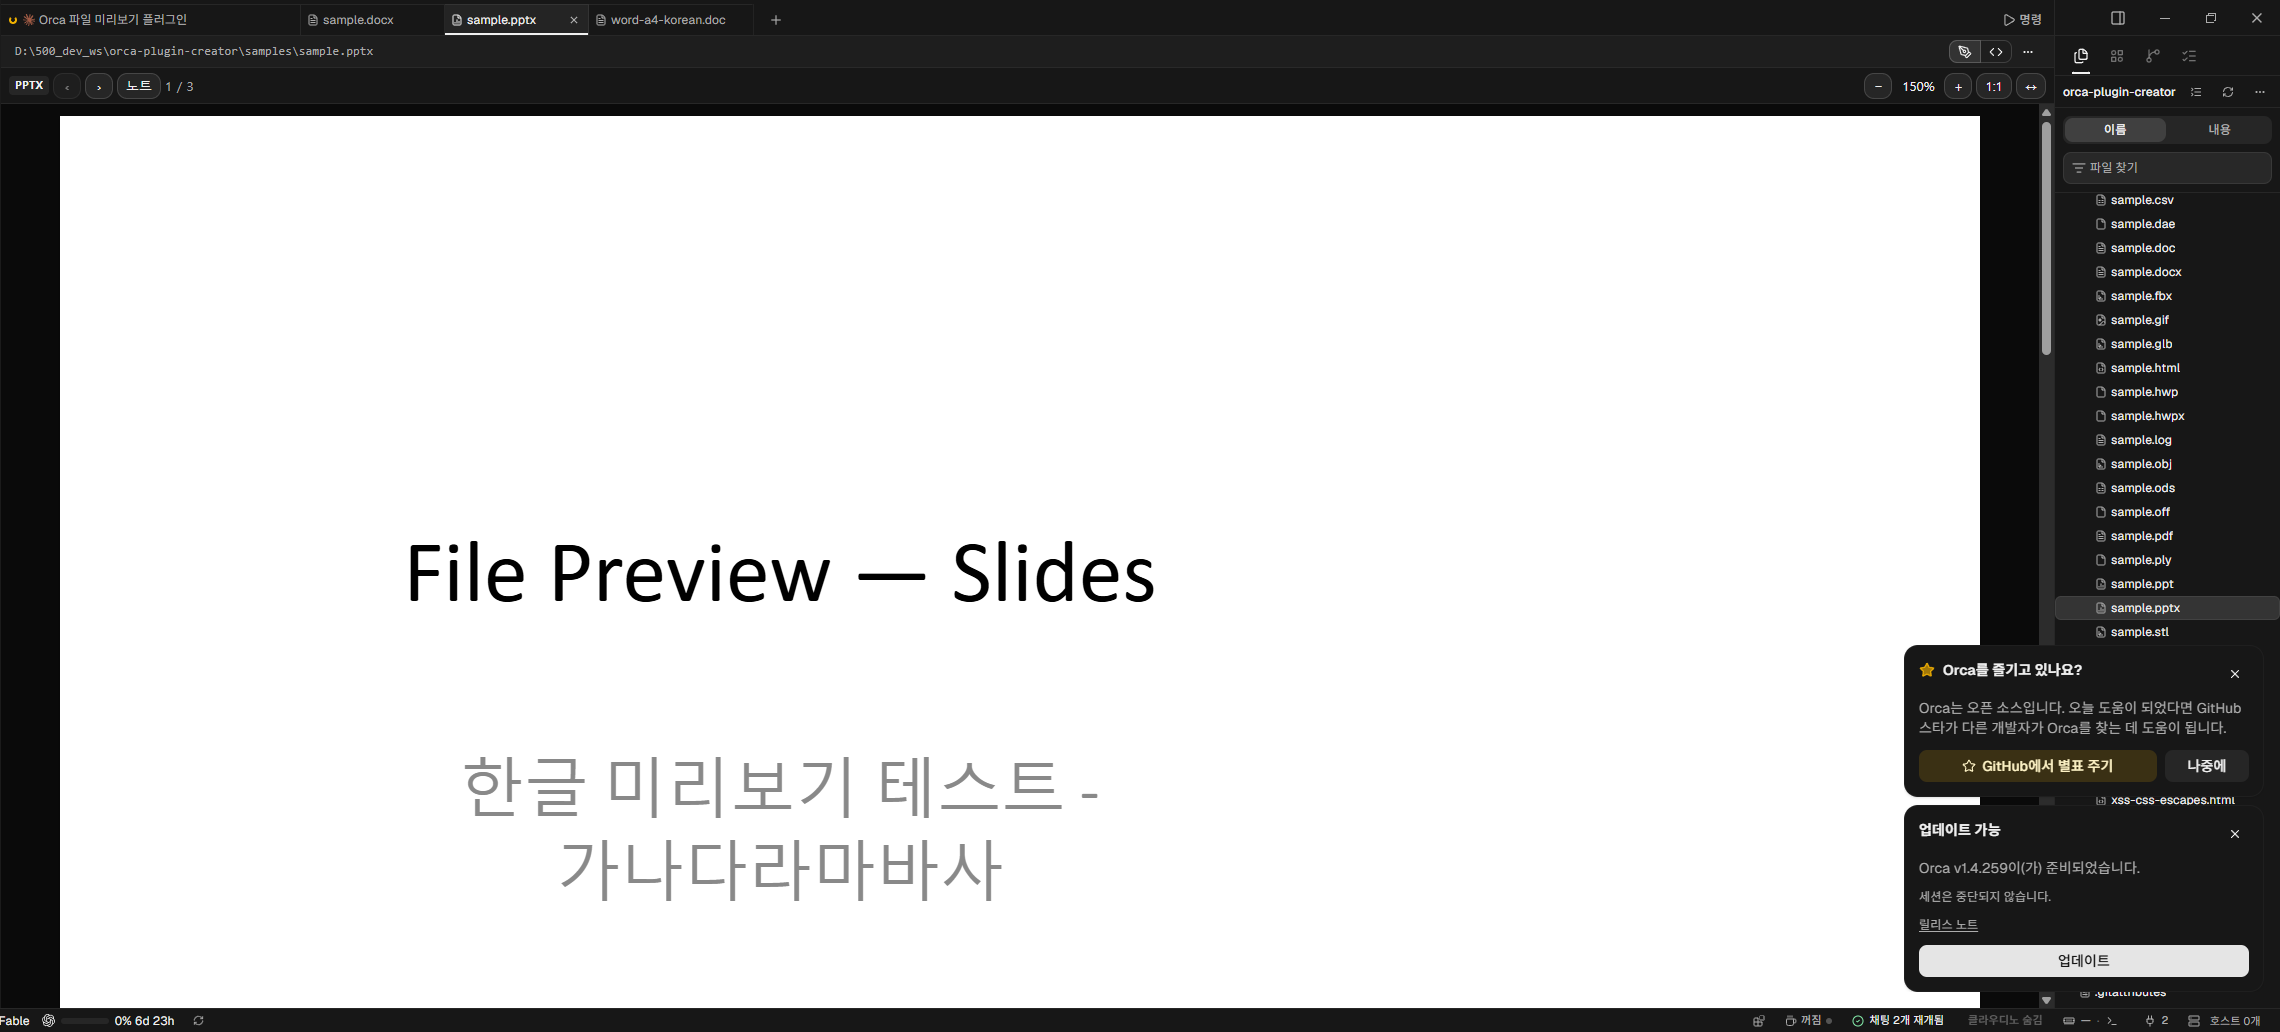 Orca 파일 미리보기 플러그인
sample.docx
sample.pptx
word-a4-korean.doc
명령
D:\500_dev_ws\orca-plugin-creator\samples\sample.pptx
PPTX
노트
1 / 3
150%
1:1
File Preview — Slides
한글 미리보기 테스트 -
가나다라마바사
orca-plugin-creator
이름
내용
파일 찾기
sample.csv
sample.dae
sample.doc
sample.docx
sample.fbx
sample.gif
sample.glb
sample.html
sample.hwp
sample.hwpx
sample.log
sample.obj
sample.ods
sample.off
sample.pdf
sample.ply
sample.ppt
sample.pptx
sample.stl
Orca를 즐기고 있나요?
Orca는 오픈 소스입니다. 오늘 도움이 되었다면 GitHub
스타가 다른 개발자가 Orca를 찾는 데 도움이 됩니다.
GitHub에서 별표 주기
나중에
xss-css-escapes.html
업데이트 가능
Orca v1.4.259이(가) 준비되었습니다.
세션은 중단되지 않습니다.
릴리스 노트
업데이트
.gitattributes
Fable
0% 6d 23h
꺼짐
채팅 2개 재개됨
클라우디노 숨김
2
호스트 0개